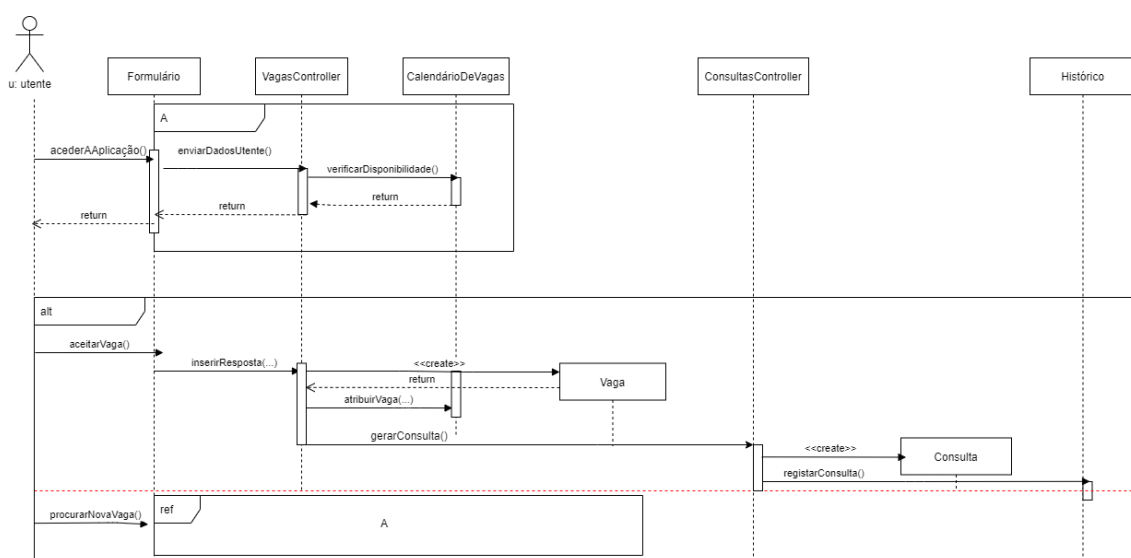 u: utente
Formulário
VagasController
CalendárioDeVagas
ConsultasController
Histórico
A
acederAAplicação()
enviarDadosUtente()
verificarDisponibilidade()
return
return
return
alt
aceitarVaga()
inserirResposta(...)
<<create>>
return
Vaga
atribuirVaga(...)
gerarConsulta()
<<create>>
Consulta
registarConsulta()
procurarNovaVaga()
ref
A